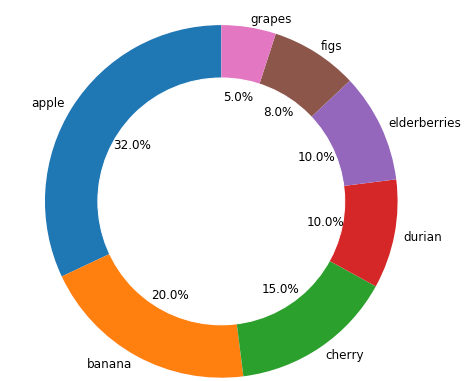 grapes
figs
apple
5.0%
8.0%
elderberries
32.0%
10.0%
10.0%
durian
15.0%
20.0%
cherry
banana